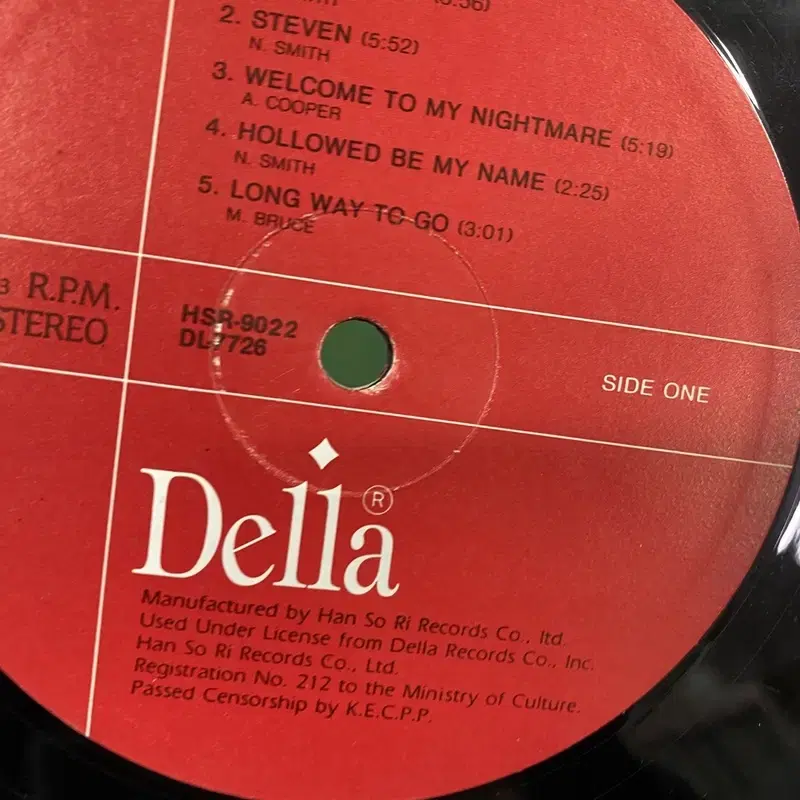 2. STEVEN (5:52)
N. SMITH
3. WELCOME TO MY NIGHTMARE (5:19)
A. COOPER
4. HOLLOWED BE MY NAME (2:25)
N. SMITH
5. LONG WAY TO GO (3:01)
M. BRUCE
3 R.P.M.
STEREO
HSR-9022
DL-7726
SIDE ONE
Della ®
Manufactured by Han So Ri Records Co., ltd.
Used Under License from Della Records Co., Inc.
Han So Ri Records Co., Ltd.
Registration No. 212 to the Ministry of Culture.
Passed Censorship by K.E.C.P.P.